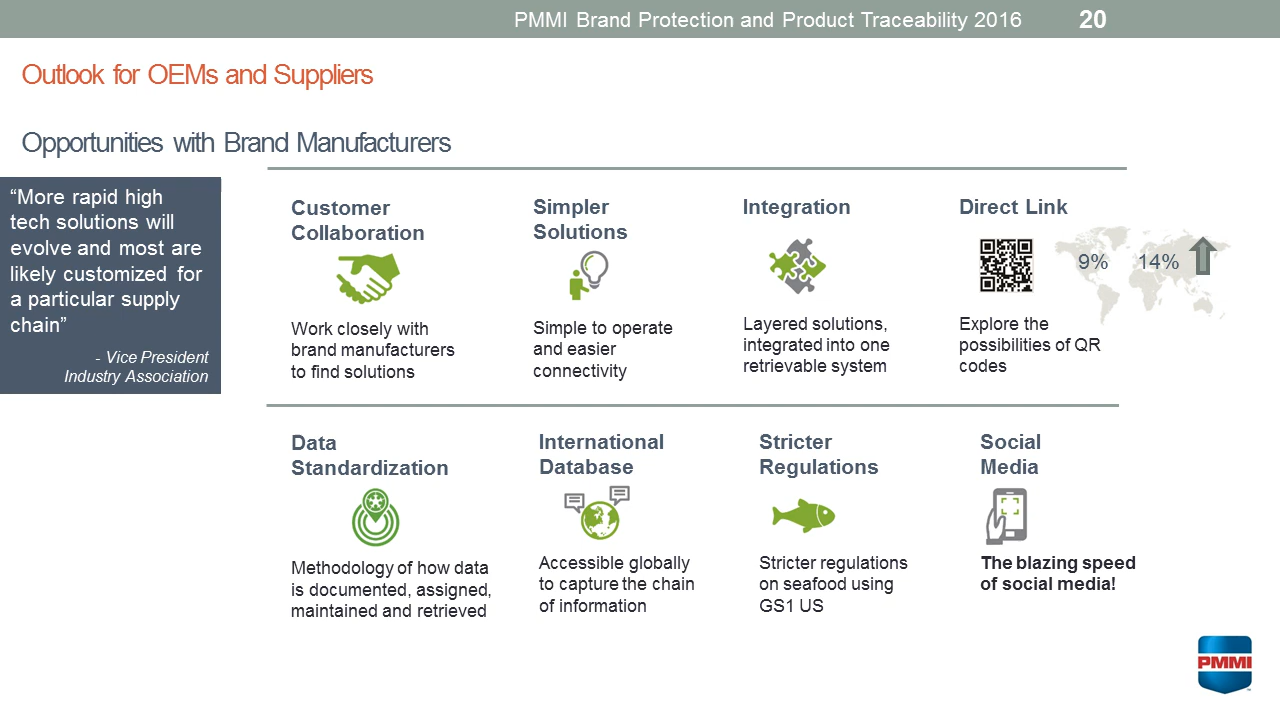 PMMI Brand Protection and Product Traceability 2016 20
Outlook for OEMs and Suppliers
Opportunities with Brand Manufacturers
“More rapid high
tech solutions will
evolve and most are
likely customized for
a particular supply
chain”
- Vice President
Industry Association
Customer
Collaboration
Work closely with
brand manufacturers
to find solutions
Simpler
Solutions
Simple to operate
and easier
connectivity
Integration
Layered solutions,
integrated into one
retrievable system
Direct Link
9% 14%
Explore the
possibilities of QR
codes
Data
Standardization
Methodology of how data
is documented, assigned,
maintained and retrieved
International
Database
Accessible globally
to capture the chain
of information
Stricter
Regulations
Stricter regulations
on seafood using
GS1 US
Social
Media
The blazing speed
of social media!
PMMI